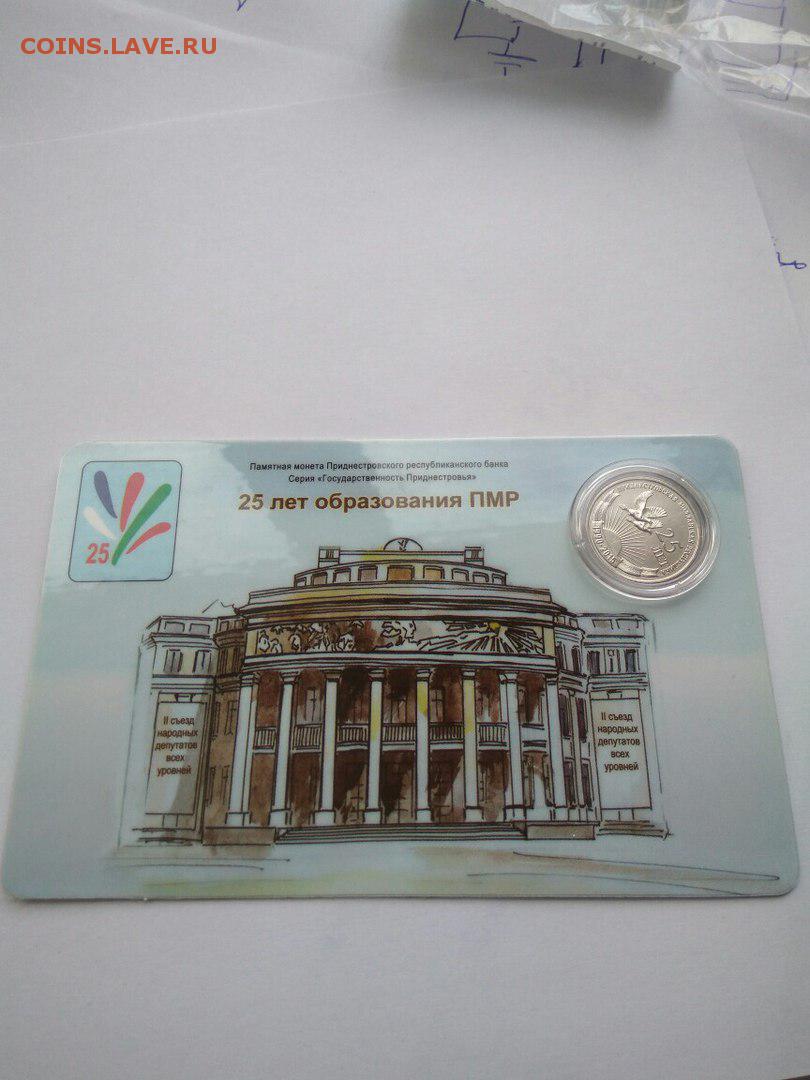 COINS.LAVE.RU
Памятная монета Приднестровского республиканского банка
Серия «Государственность Приднестровья»
25 лет образования ПМР
25
25
II съезд
народных
депутатов
всех
уровней
II съезд
народных
депутатов
всех
уровней